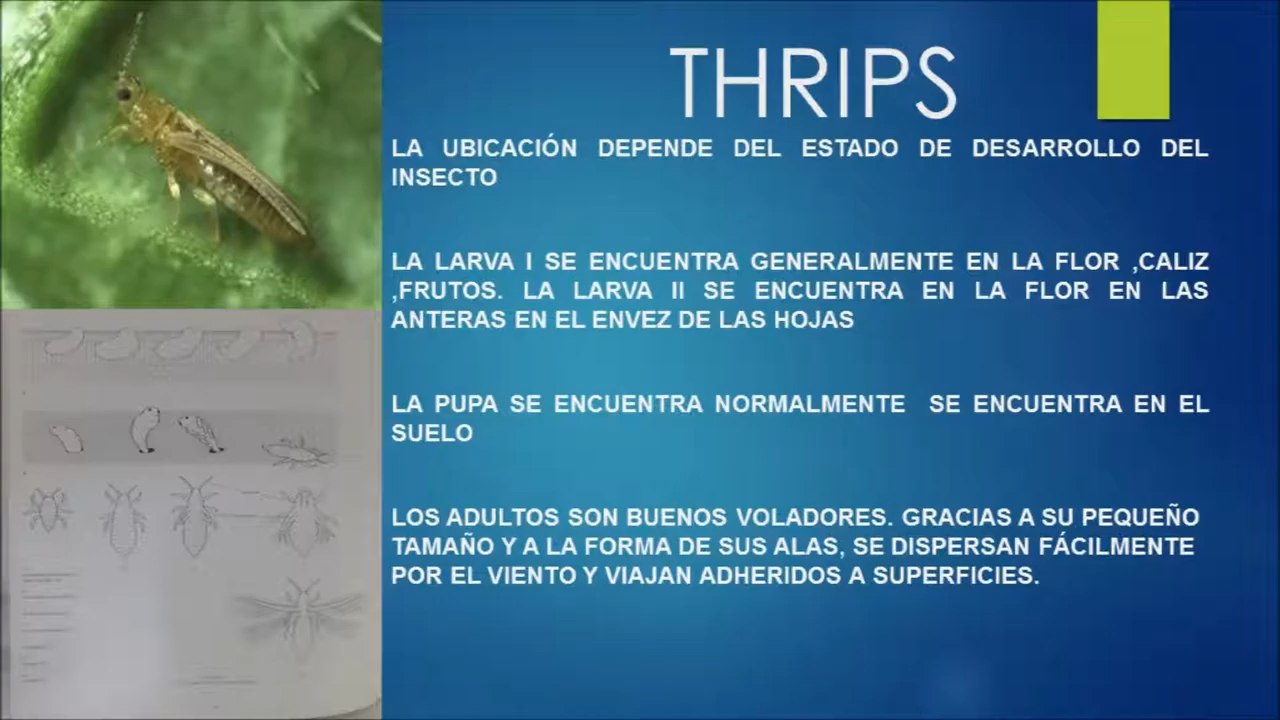 THRIPS
LA UBICACIÓN DEPENDE DEL ESTADO DE DESARROLLO DEL
INSECTO
LA LARVA I SE ENCUENTRA GENERALMENTE EN LA FLOR ,CALIZ
,FRUTOS. LA LARVA II SE ENCUENTRA EN LA FLOR EN LAS
ANTERAS EN EL ENVEZ DE LAS HOJAS
LA PUPA SE ENCUENTRA NORMALMENTE SE ENCUENTRA EN EL
SUELO
LOS ADULTOS SON BUENOS VOLADORES. GRACIAS A SU PEQUEÑO
TAMAÑO Y A LA FORMA DE SUS ALAS, SE DISPERSAN FÁCILMENTE
POR EL VIENTO Y VIAJAN ADHERIDOS A SUPERFICIES.